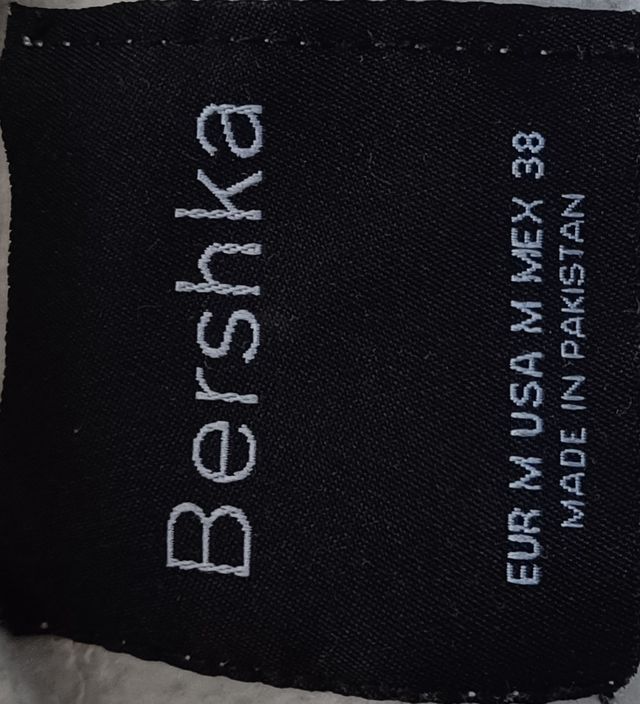 Bershka
EUR M USA M MEX 38
MADE IN PAKISTAN